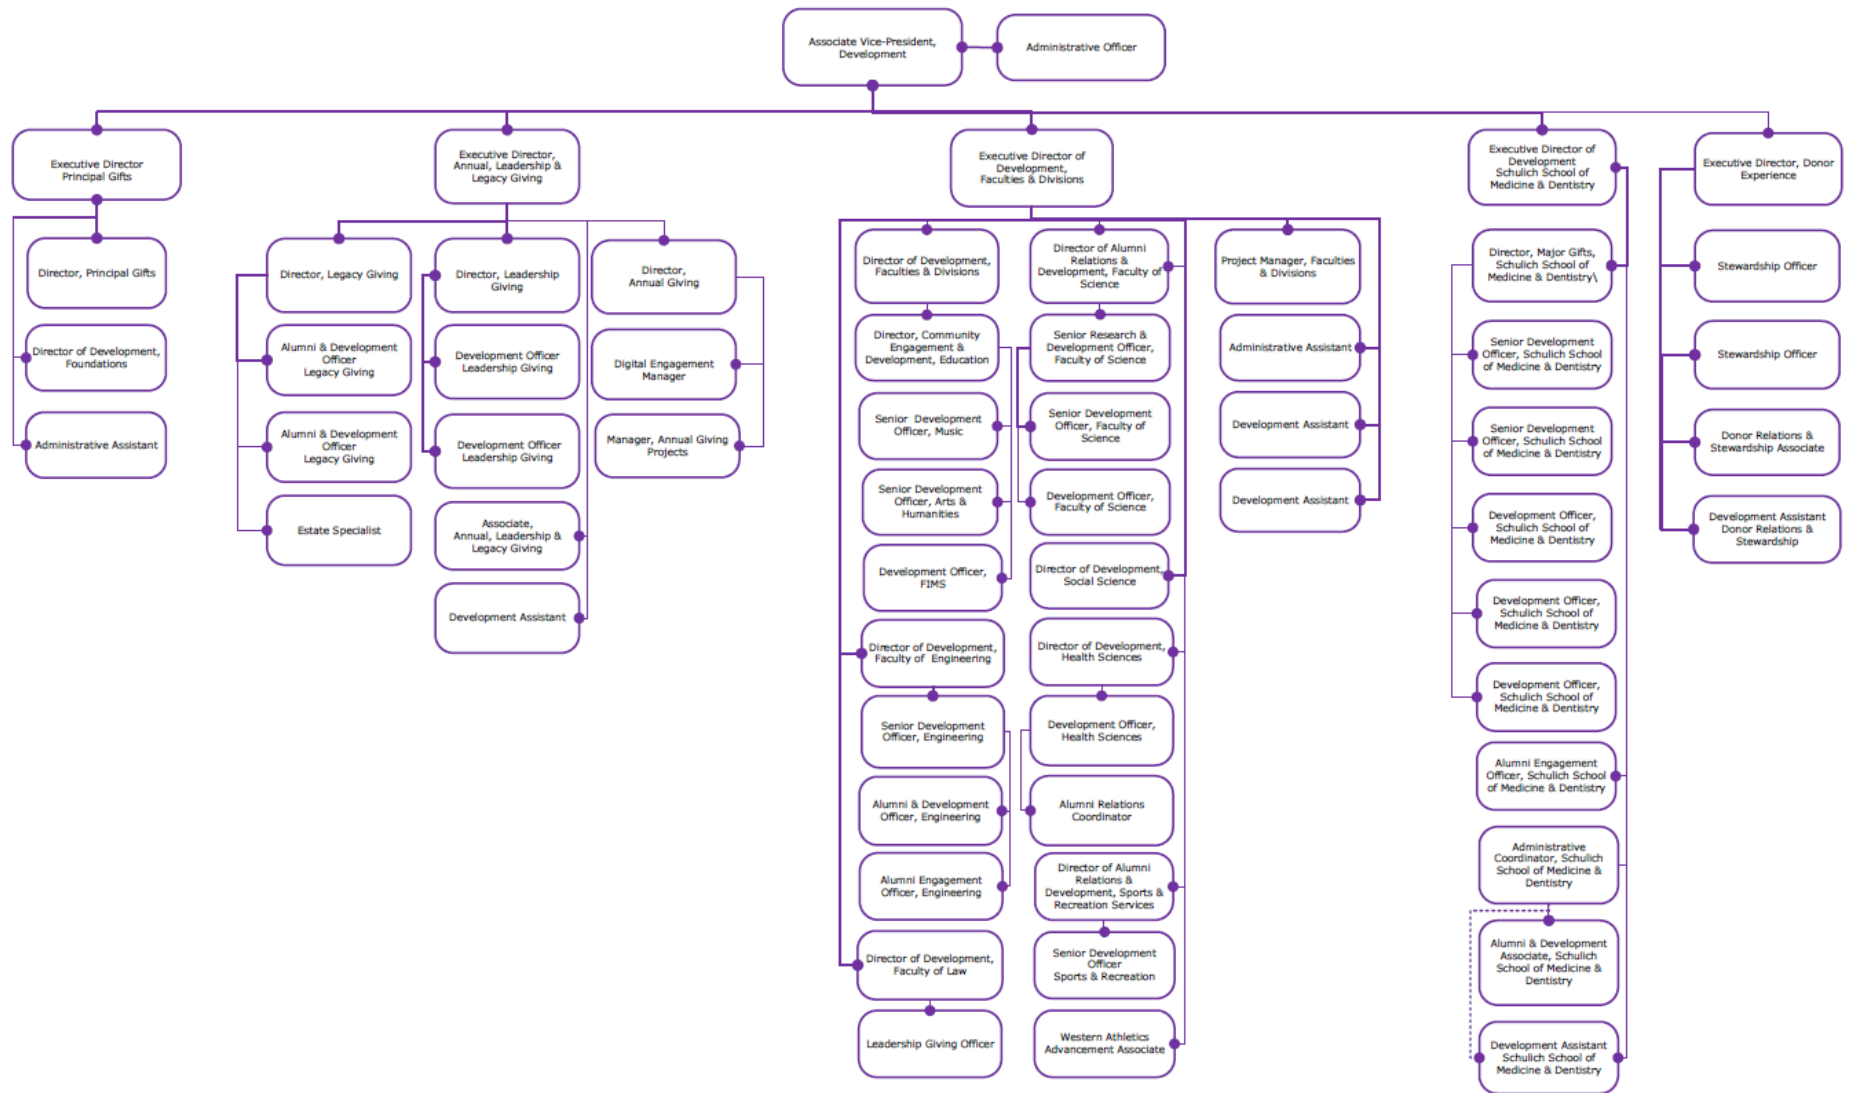 Associate Vice-President,
Development
Administrative Officer
Executive Director
Principal Gifts
Director, Principal Gifts
Director of Development,
Foundations
Administrative Assistant
Executive Director,
Annual, Leadership &
Legacy Giving
Director, Legacy Giving
Alumni & Development
Officer
Legacy Giving
Alumni & Development
Officer
Legacy Giving
Estate Specialist
Director, Leadership
Giving
Development Officer
Leadership Giving
Development Officer
Leadership Giving
Associate,
Annual, Leadership &
Legacy Giving
Development Assistant
Director,
Annual Giving
Digital Engagement
Manager
Manager, Annual Giving
Projects
Executive Director of
Development,
Faculties & Divisions
Director of Development,
Faculties & Divisions
Director, Community
Engagement &
Development, Education
Senior Development
Officer, Music
Senior Development
Officer, Arts &
Humanities
Development Officer,
FIMS
Director of Development,
Faculty of Engineering
Senior Development
Officer, Engineering
Alumni & Development
Officer, Engineering
Alumni Engagement
Officer, Engineering
Director of Development,
Faculty of Law
Leadership Giving Officer
Director of Alumni
Relations &
Development, Faculty of
Science
Senior Research &
Development Officer,
Faculty of Science
Senior Development
Officer, Faculty of
Science
Development Officer,
Faculty of Science
Director of Development,
Social Science
Director of Development,
Health Sciences
Development Officer,
Health Sciences
Alumni Relations
Coordinator
Director of Alumni
Relations &
Development, Sports &
Recreation Services
Senior Development
Officer
Sports & Recreation
Western Athletics
Advancement Associate
Project Manager, Faculties
& Divisions
Administrative Assistant
Development Assistant
Development Assistant
Executive Director of
Development
Schulich School of
Medicine & Dentistry
Director, Major Gifts,
Schulich School of
Medicine & Dentistry\
Senior Development
Officer, Schulich School
of Medicine & Dentistry
Senior Development
Officer, Schulich School
of Medicine & Dentistry
Development Officer,
Schulich School of
Medicine & Dentistry
Development Officer,
Schulich School of
Medicine & Dentistry
Development Officer,
Schulich School of
Medicine & Dentistry
Alumni Engagement
Officer, Schulich School
of Medicine & Dentistry
Administrative
Coordinator, Schulich
School of Medicine &
Dentistry
Alumni & Development
Associate, Schulich
School of Medicine &
Dentistry
Development Assistant
Schulich School of
Medicine & Dentistry
Executive Director, Donor
Experience
Stewardship Officer
Stewardship Officer
Donor Relations &
Stewardship Associate
Development Assistant
Donor Relations &
Stewardship